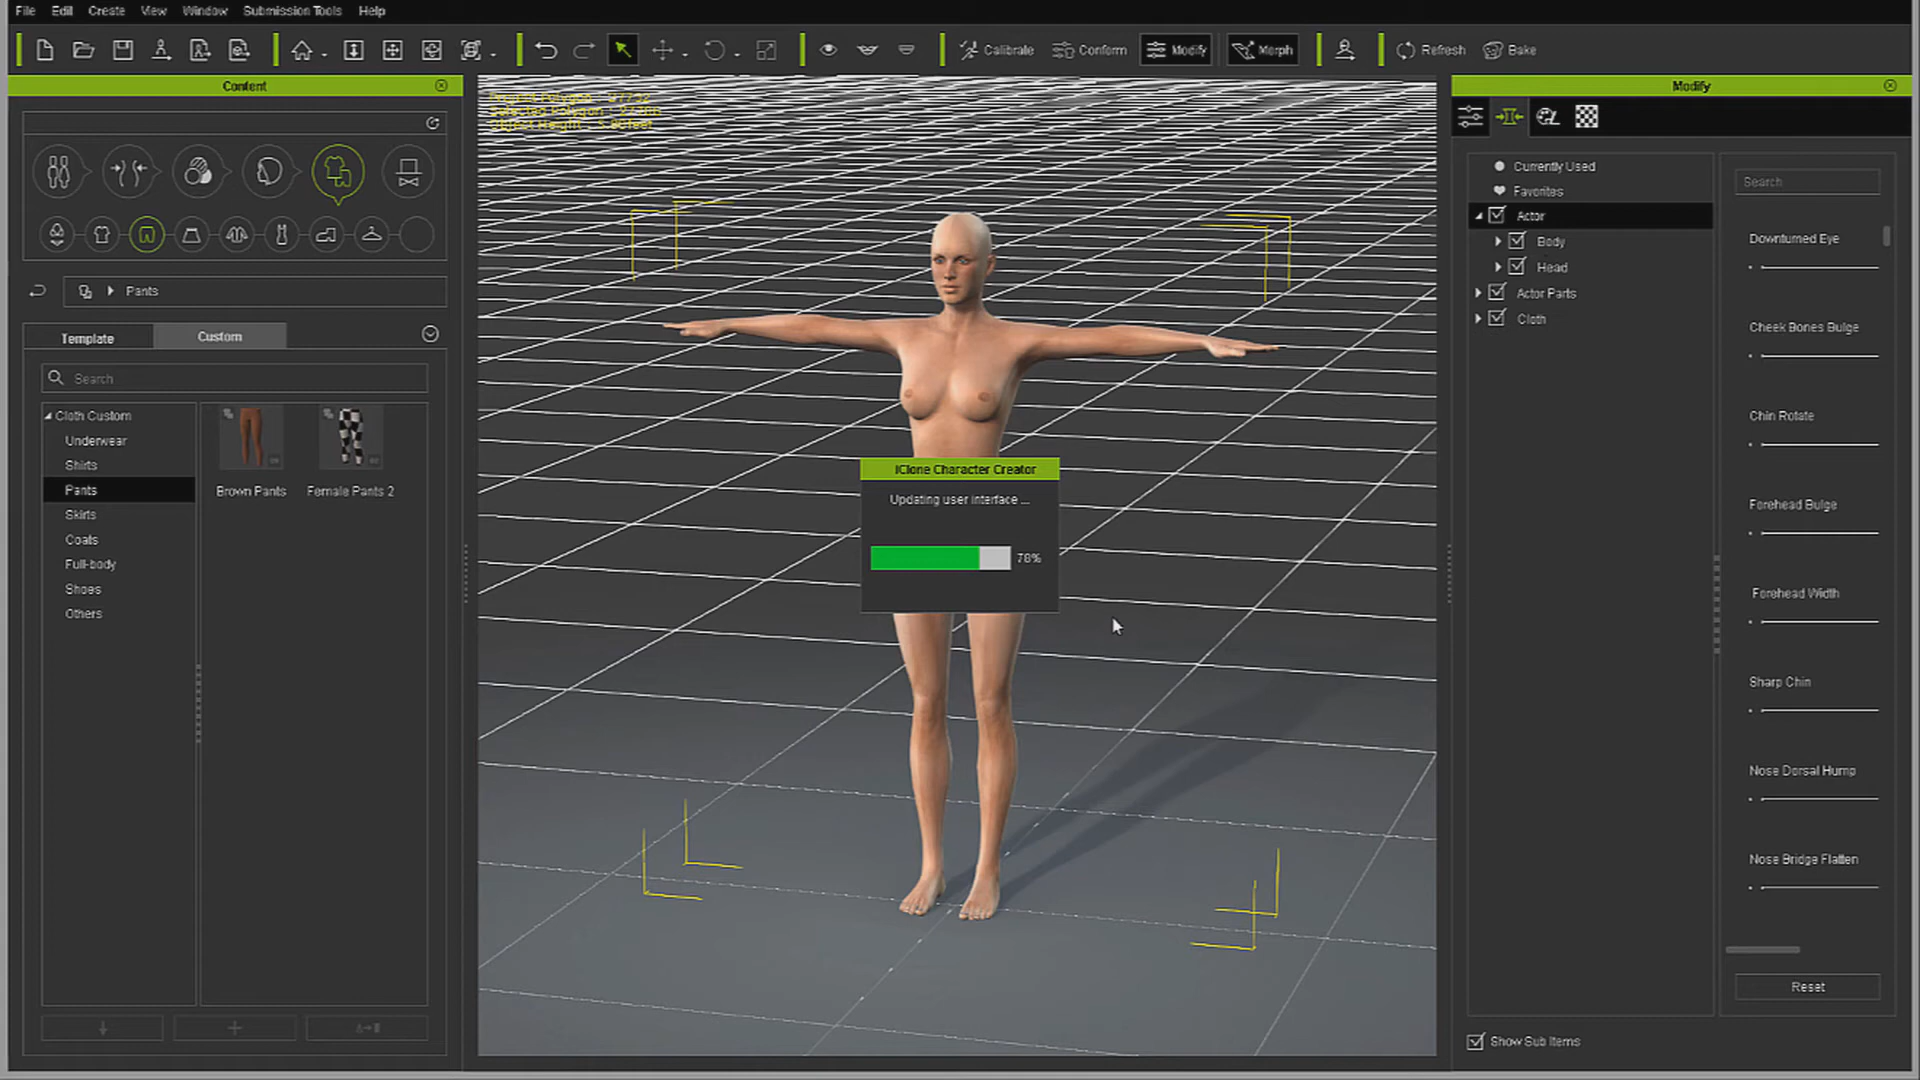 File Edit Create View Window Submission Tools Help
Calibrate Conform Modify Morph Refresh Bake
Content
Modify
Object Height : 
Currently Used
Favorites
Search
Actor
Body
Downturned Eye
Head
Pants
Actor Parts
Cloth
Cheek Bones Bulge
Template Custom
Search
Cloth Custom
Chin Rotate
Underwear
Shirts
Pants
Brown Pants Female Pants 2
Skirts
Coats
Full-body
Shoes
Others
iClone Character Creator
Updating user interface ...
78%
Forehead Bulge
Forehead Width
Sharp Chin
Nose Dorsal Hump
Nose Bridge Flatten
Reset
Show Sub Items